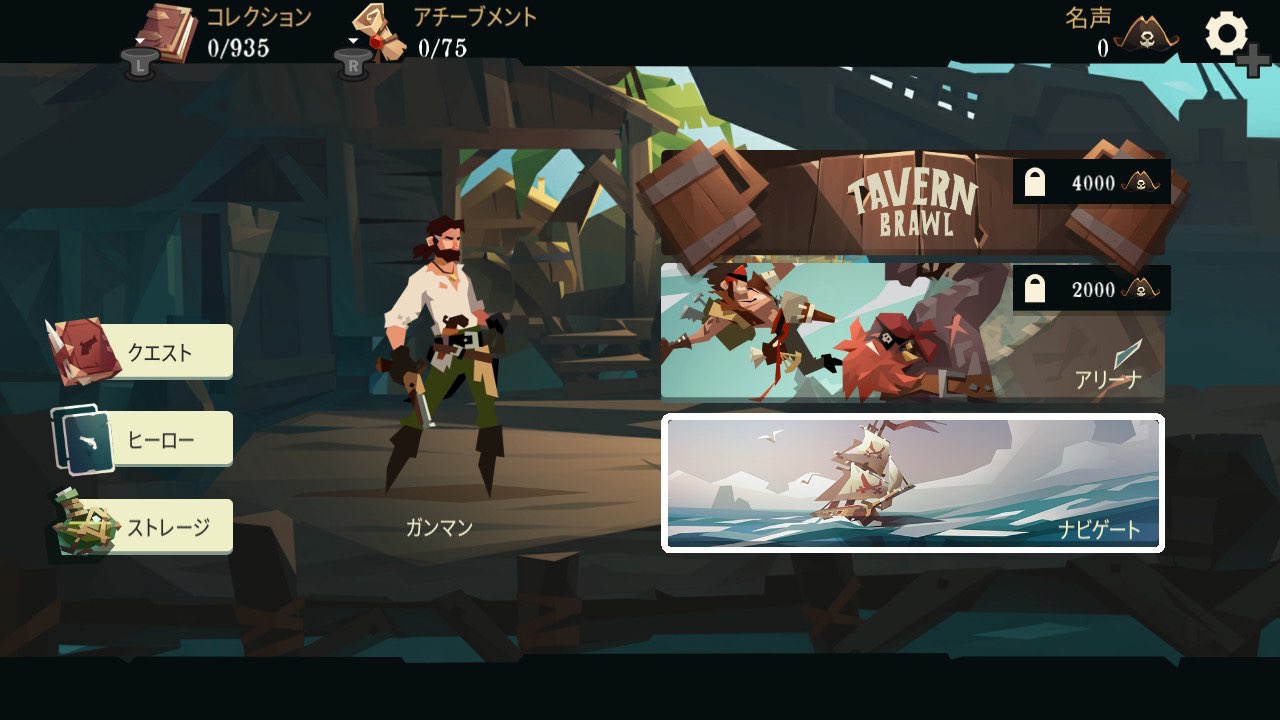 コレクション
0/935
L
アチーブメント
0/75
R
名声
0
TAVERN
BRAWL
4000
2000
アリーナ
クエスト
ヒーロー
ストレージ
ガンマン
ナビゲート